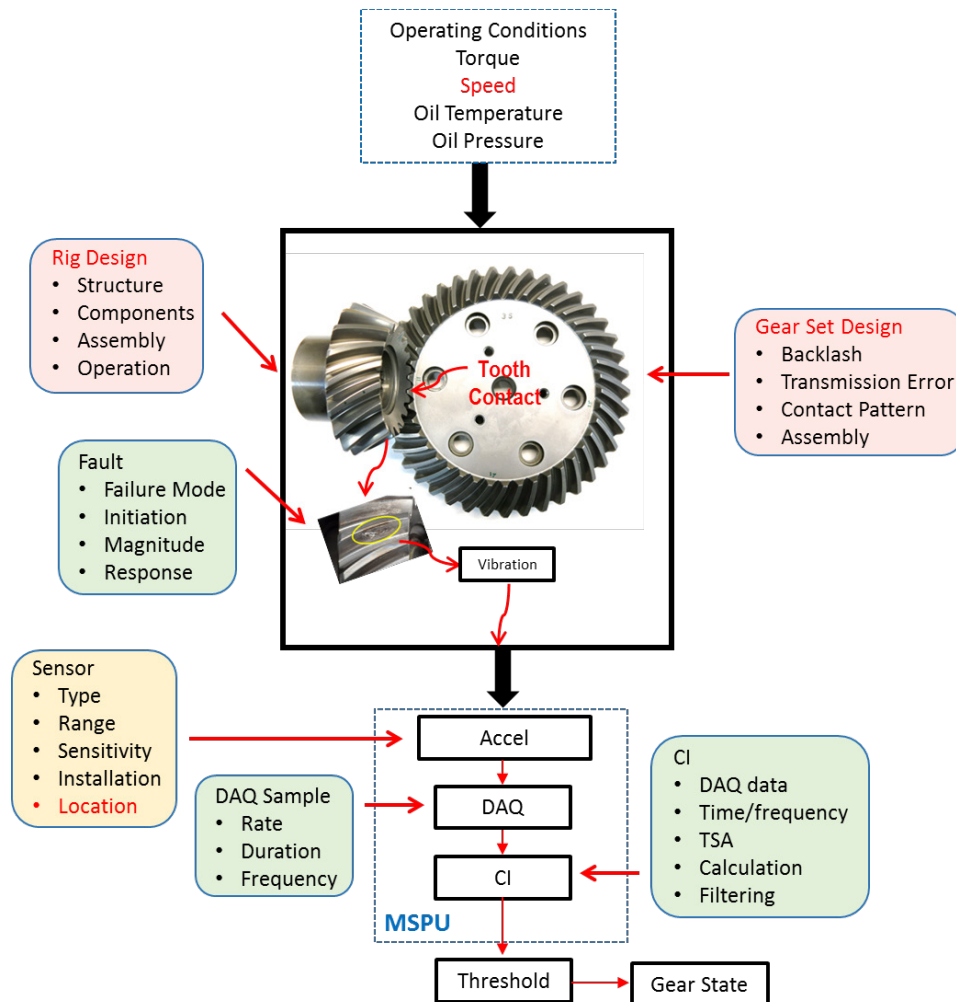 Operating Conditions
Torque
Speed
Oil Temperature
Oil Pressure
Rig Design
• Structure
• Components
• Assembly
• Operation
Tooth
Contact
Gear Set Design
• Backlash
• Transmission Error
• Contact Pattern
• Assembly
Fault
• Failure Mode
• Initiation
• Magnitude
• Response
Vibration
Sensor
• Type
• Range
• Sensitivity
• Installation
• Location
Accel
DAQ Sample
• Rate
• Duration
• Frequency
DAQ
CI
CI
• DAQ data
• Time/frequency
• TSA
• Calculation
• Filtering
MSPU
Threshold
Gear State